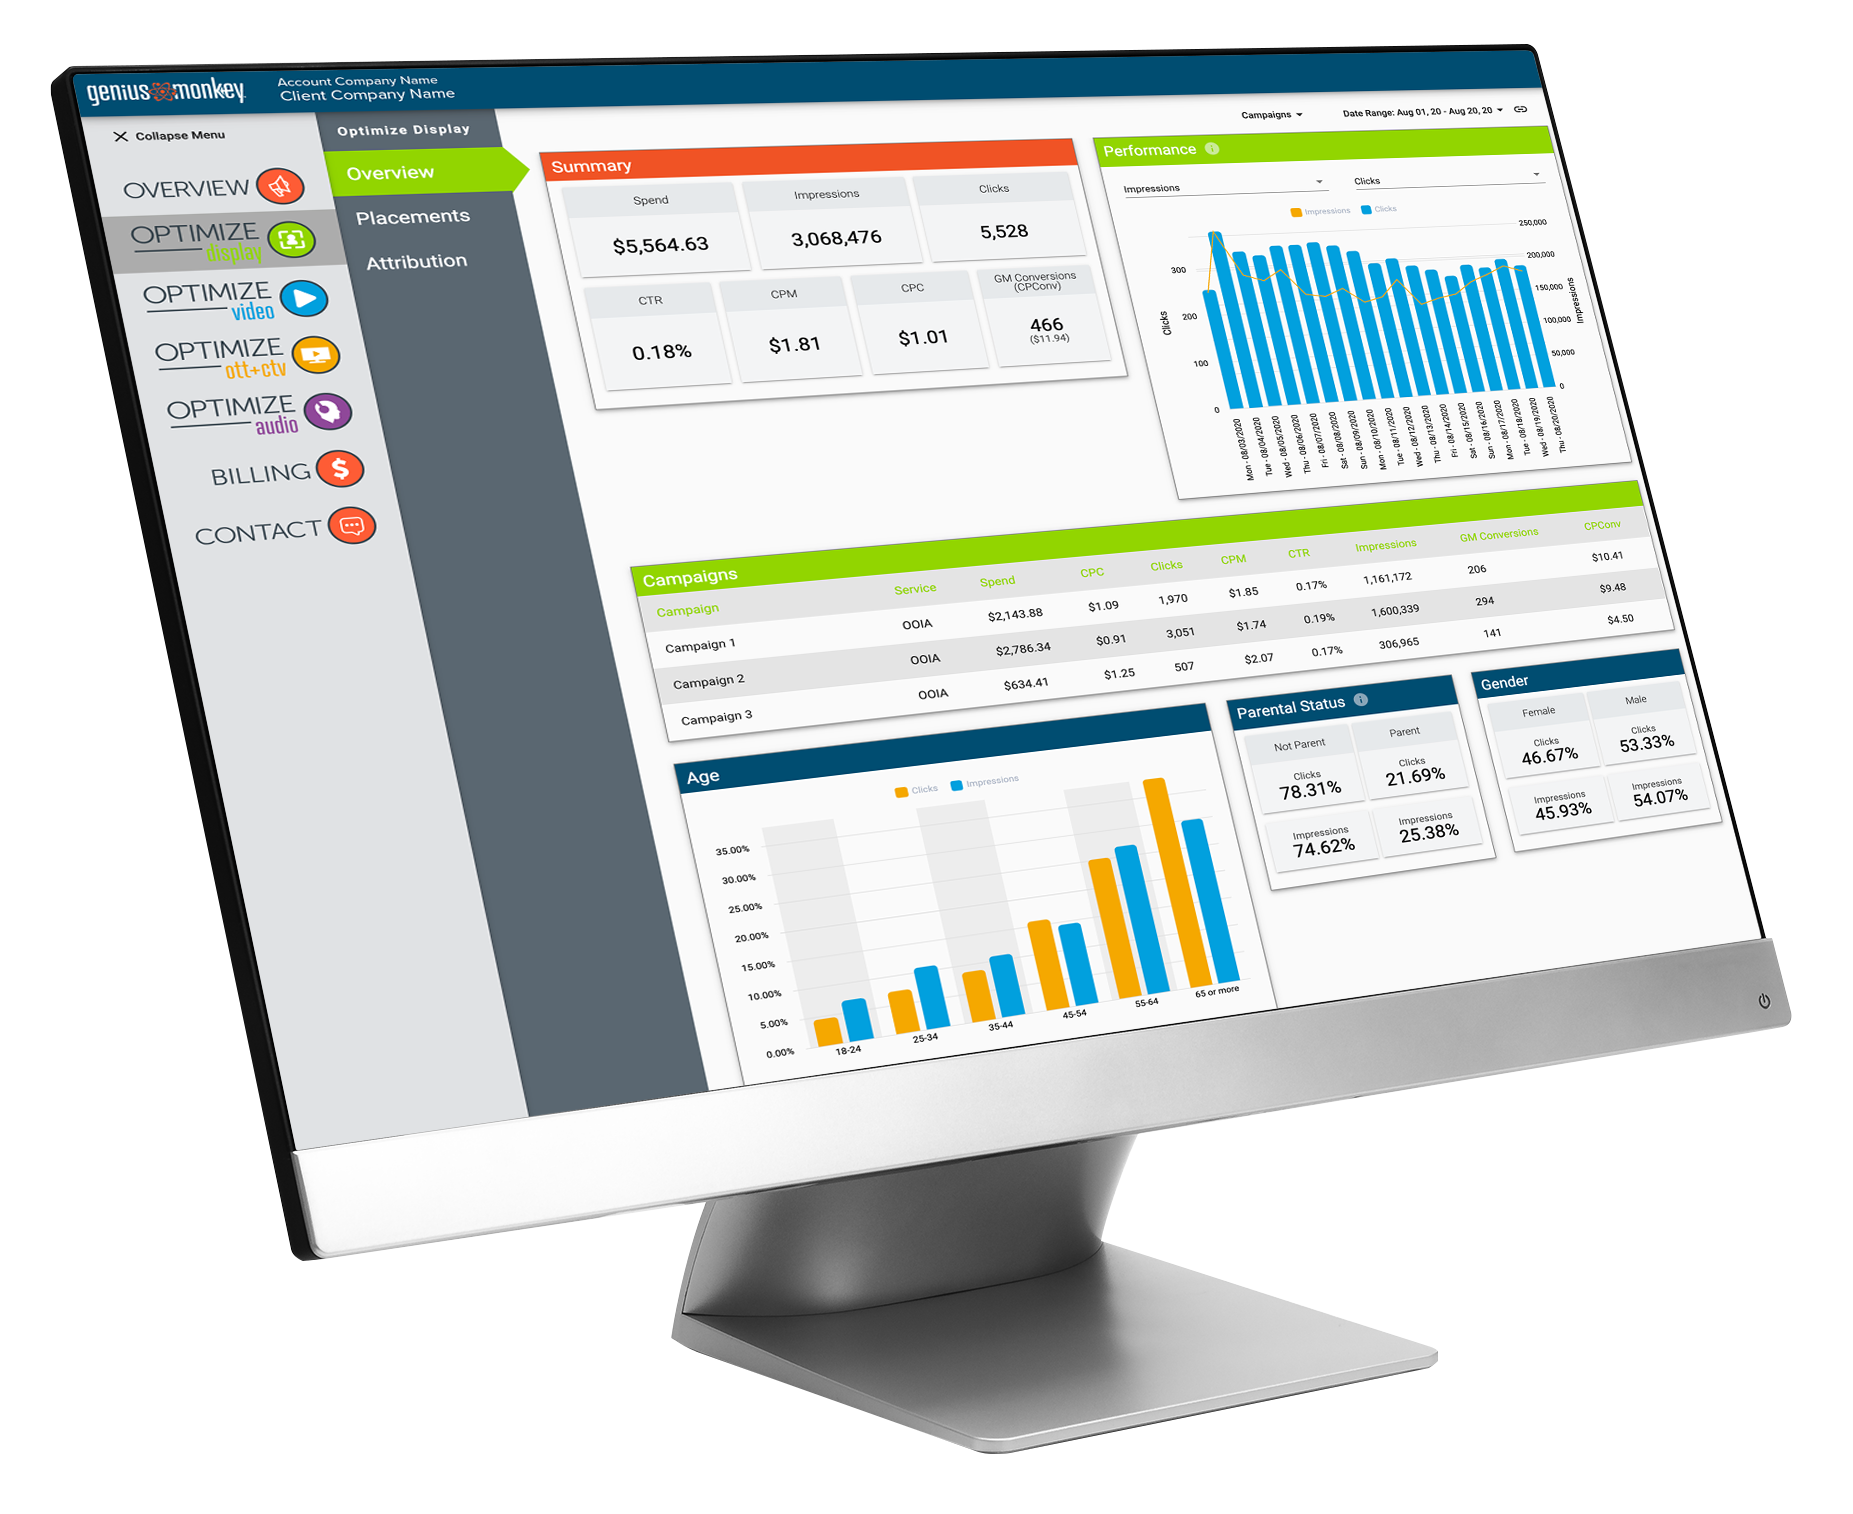 genius monkey
Account Company Name
Client Company Name
Collapse Menu
OVERVIEW
OPTIMIZE
display
OPTIMIZE
video
OPTIMIZE
ott+ctv
OPTIMIZE
audio
BILLING
$
CONTACT
Optimize Display
Overview
Placements
Attribution
Campaigns
Date Range: Aug 01, 20 - Aug 20, 20
Summary
Spend
$5,564.63
Impressions
3,068,476
Clicks
5,528
CTR
0.18%
CPM
$1.81
CPC
$1.01
GM Conversions
(CPConv)
466
($11.94)
Performance
Impressions
Clicks
Impressions
Clicks
300
200
100
0
Clicks
250,000
200,000
150,000
100,000
50,000
0
Impressions
Mon - 08/03/2020
Tue - 08/04/2020
Wed - 08/05/2020
Thu - 08/06/2020
Fri - 08/07/2020
Sat - 08/08/2020
Sun - 08/09/2020
Mon - 08/10/2020
Tue - 08/11/2020
Wed - 08/12/2020
Thu - 08/13/2020
Fri - 08/14/2020
Sat - 08/15/2020
Sun - 08/16/2020
Mon - 08/17/2020
Tue - 08/18/2020
Wed - 08/19/2020
Thu - 08/20/2020
Campaigns
Campaign Service Spend CPC Clicks CPM CTR Impressions GM Conversions CPConv
Campaign 1 OOIA $2,143.88 $1.09 1,970 $1.85 0.17% 1,161,172 206 $10.41
Campaign 2 OOIA $2,786.34 $0.91 3,051 $1.74 0.19% 1,600,339 294 $9.48
Campaign 3 OOIA $634.41 $1.25 507 $2.07 0.17% 306,965 141 $4.50
Age
Clicks
Impressions
35.00%
30.00%
25.00%
20.00%
15.00%
10.00%
5.00%
0.00%
18-24
25-34
35-44
45-54
55-64
65 or more
Parental Status
Not Parent
Clicks
78.31%
Parent
Clicks
21.69%
Impressions
74.62%
Impressions
25.38%
Gender
Female
Clicks
46.67%
Male
Clicks
53.33%
Impressions
45.93%
Impressions
54.07%